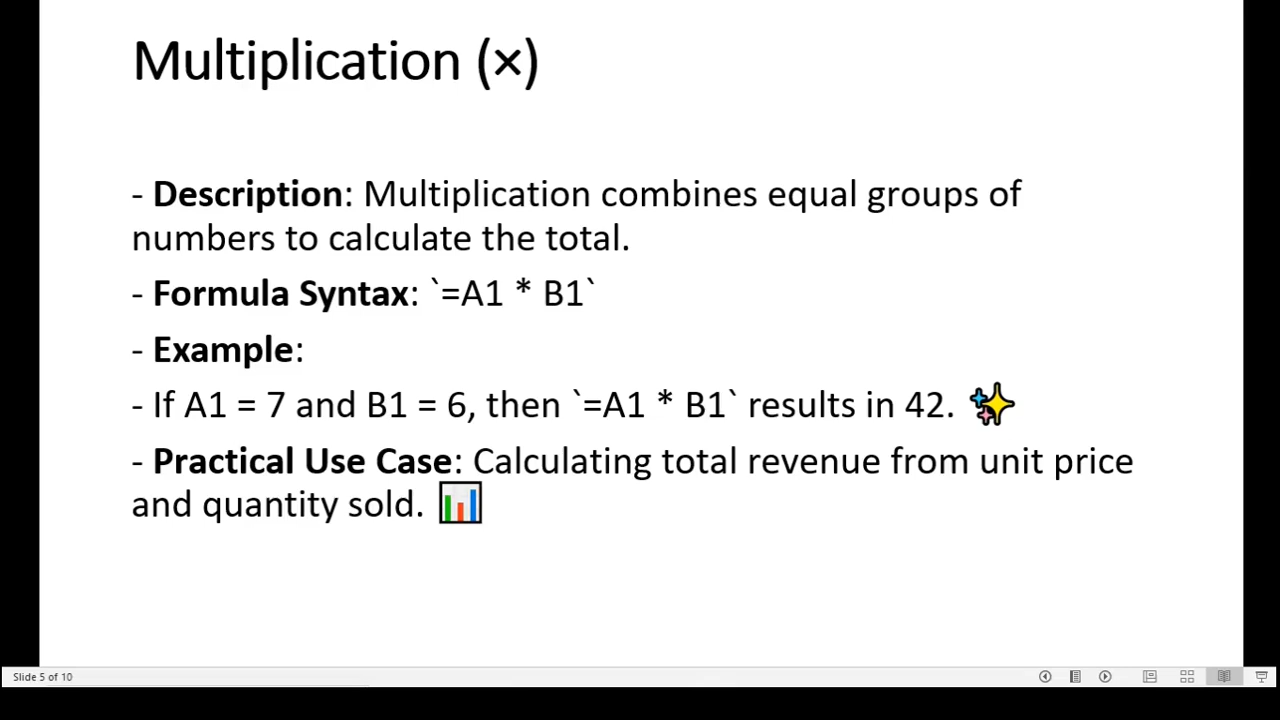 Multiplication (×)
- Description: Multiplication combines equal groups of
numbers to calculate the total.
- Formula Syntax: `=A1 * B1`
- Example:
- If A1 = 7 and B1 = 6, then `=A1 * B1` results in 42. ✨
- Practical Use Case: Calculating total revenue from unit price
and quantity sold. 📊
Slide 5 of 10